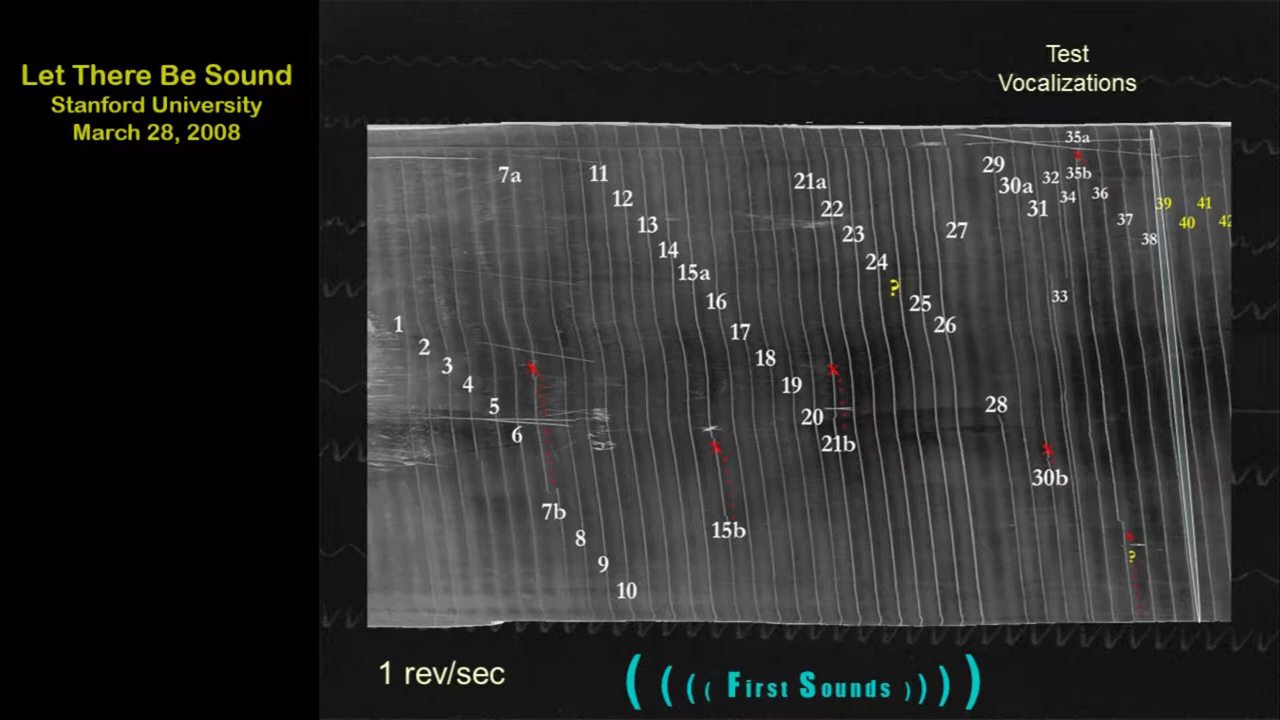 Let There Be Sound
Stanford University
March 28, 2008
Test
Vocalizations
35a
29
35b
7a
11
21a
30a
32
34
36
12
22
31
39
41
13
23
27
37
40
42
14
24
38
15a
?
33
16
25
1
17
26
2
3
18
4
19
5
28
6
20
21b
30b
7b
15b
8
?
9
10
1 rev/sec
((( ( First Sounds ) )))